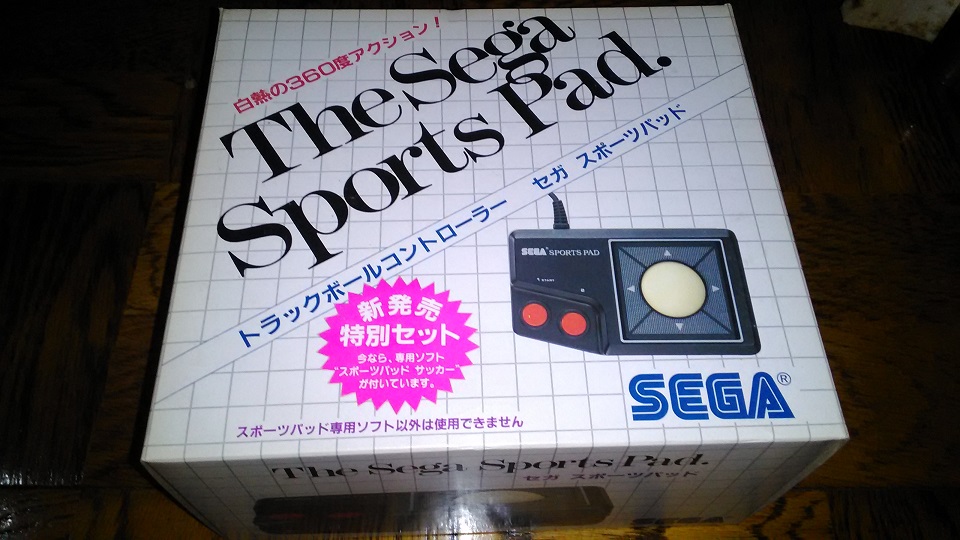 白熱の360度アクション!
The Sega
Sports Pad.
トラックボールコントローラー セガ スポーツパッド
SEGA® SPORTS PAD
START
新発売
特別セット
今なら、専用ソフト
“スポーツパッド サッカー”
が付いています。
SEGA®
スポーツパッド専用ソフト以外は使用できません
The Sega Sports Pad.
セガ スポーツパッド